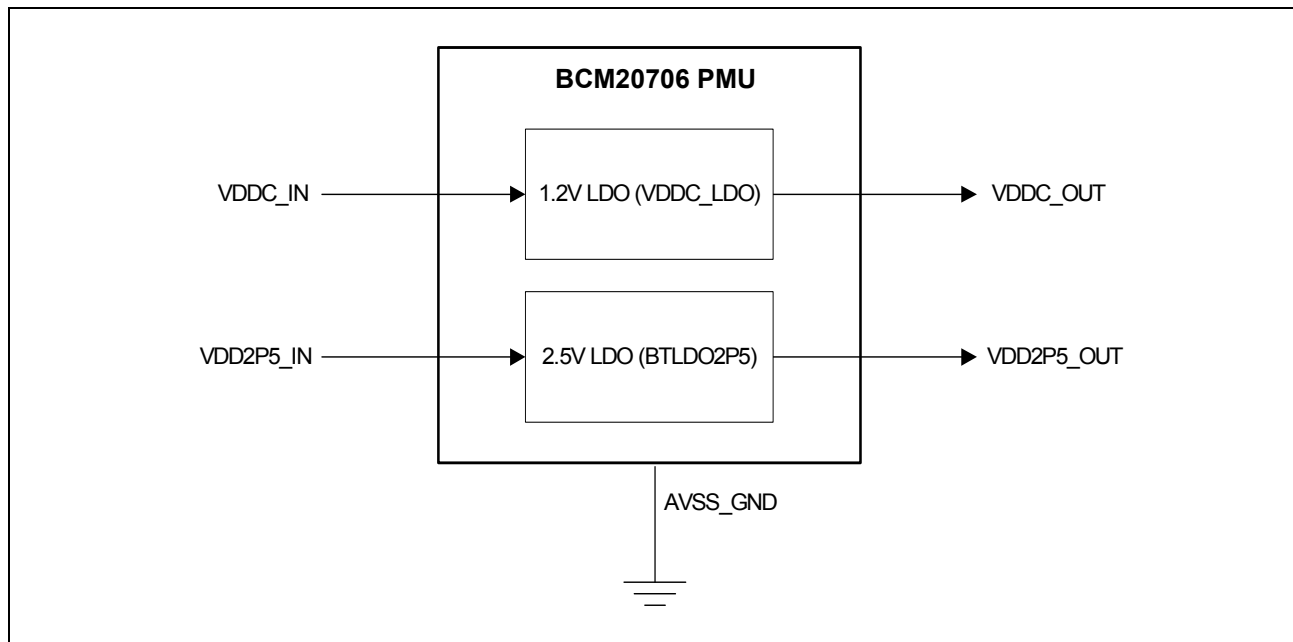 BCM20706 PMU
VDDC_IN
1.2V LDO (VDDC_LDO)
VDDC_OUT
VDD2P5_IN
2.5V LDO (BTLDO2P5)
VDD2P5_OUT
AVSS_GND